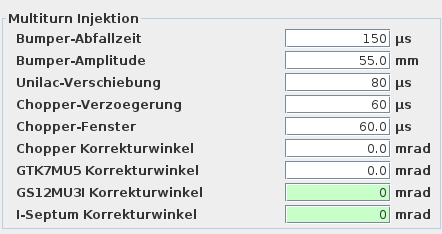 Multiturn Injektion
Bumper-Abfallzeit 150 µs
Bumper-Amplitude 55.0 mm
Unilac-Verschiebung 80 µs
Chopper-Verzoegerung 60 µs
Chopper-Fenster 60.0 µs
Chopper Korrekturwinkel 0.0 mrad
GTK7MU5 Korrekturwinkel 0.0 mrad
GS12MU3I Korrekturwinkel 0 mrad
I-Septum Korrekturwinkel 0 mrad